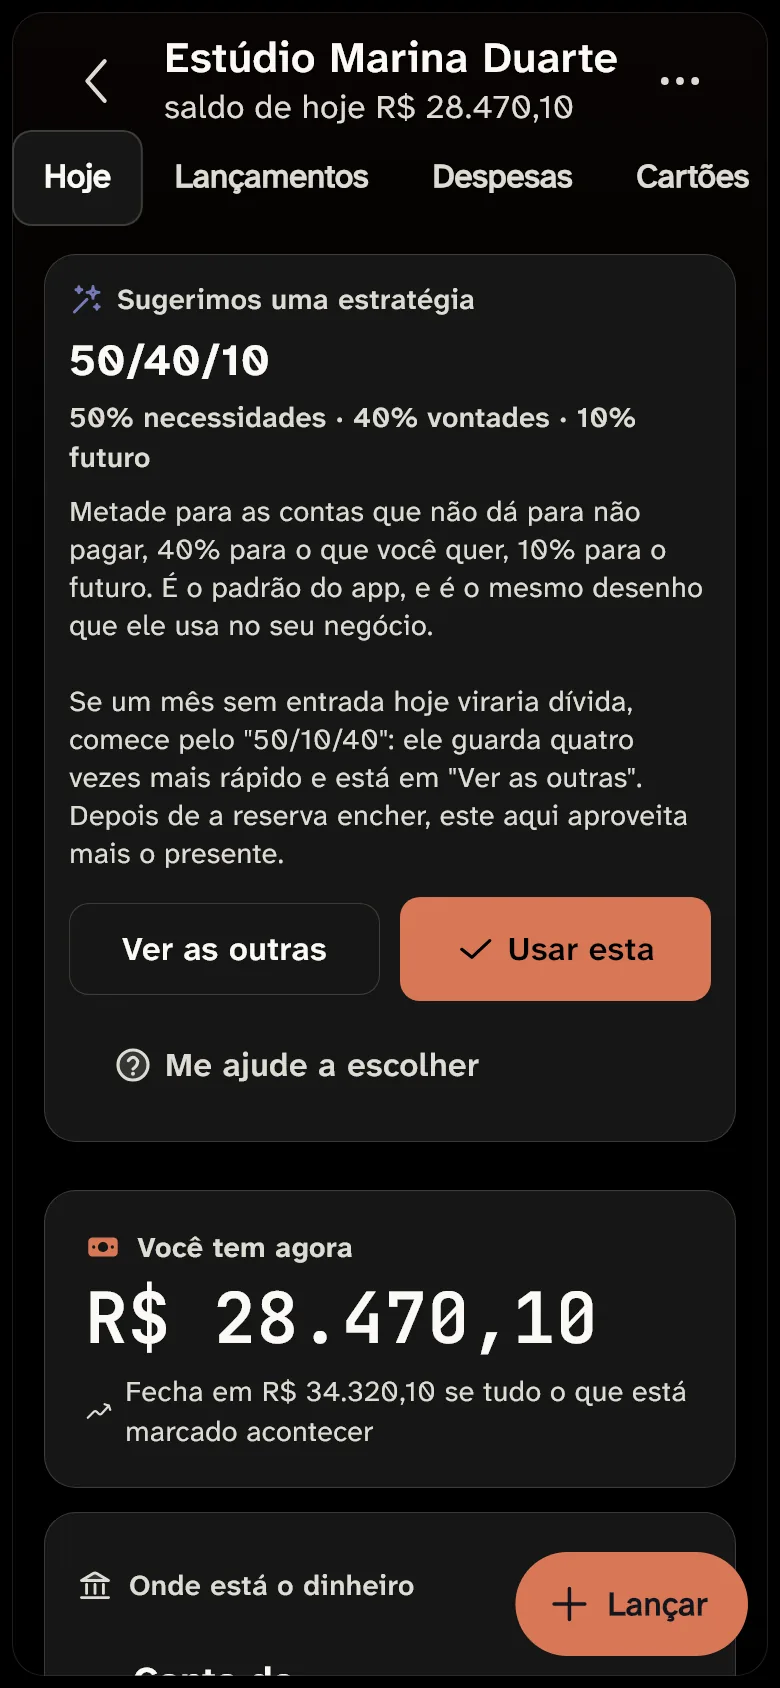 Estúdio Marina Duarte
saldo de hoje R$ 28.470,10
Hoje
Lançamentos
Despesas
Cartões
Sugerimos uma estratégia
50/40/10
50% necessidades · 40% vontades · 10%
futuro
Metade para as contas que não dá para não
pagar, 40% para o que você quer, 10% para o
futuro. É o padrão do app, e é o mesmo desenho
que ele usa no seu negócio.
Se um mês sem entrada hoje viraria dívida,
comece pelo "50/10/40": ele guarda quatro
vezes mais rápido e está em "Ver as outras".
Depois de a reserva encher, este aqui aproveita
mais o presente.
Ver as outras
Usar esta
Me ajude a escolher
Você tem agora
R$ 28.470,10
Fecha em R$ 34.320,10 se tudo o que está
marcado acontecer
Onde está o dinheiro
Lançar